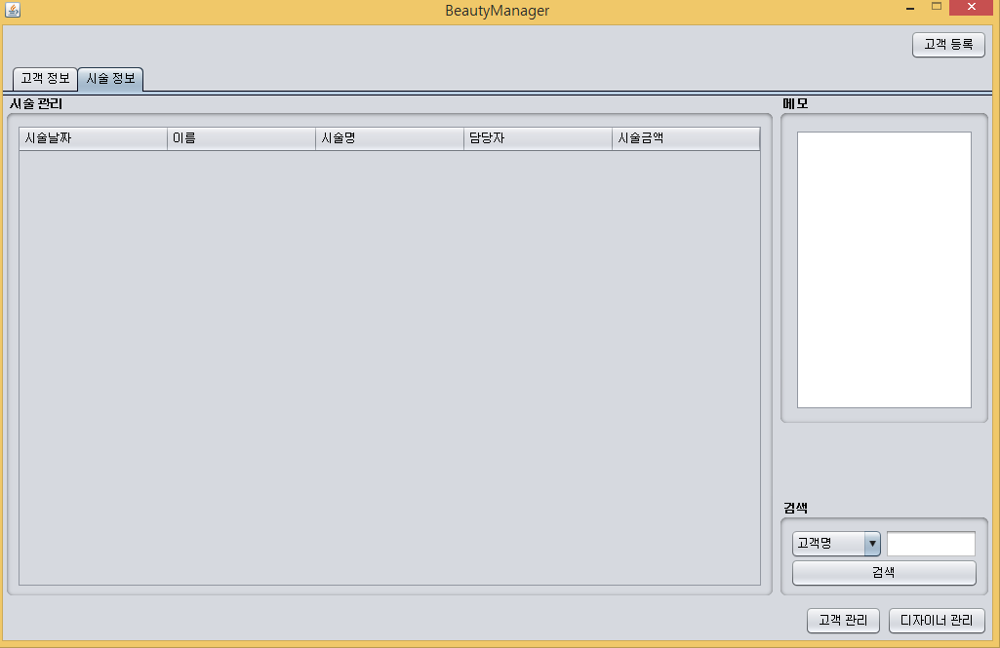 BeautyManager
고객 등록
고객 정보 시술 정보
시술 관리 메모
시술날짜 이름 시술명 담당자 시술금액
검색
고객명
검색
고객 관리 디자이너 관리